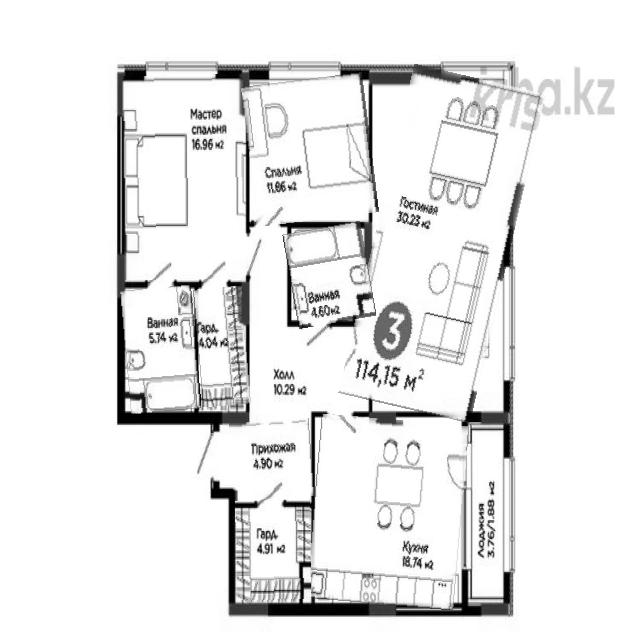 krisha.kz
Мастер
спальня
16.96 м2
Спальня
11.86 м2
Гостиная
30.23 м2
Ванная
5.74 м2
Гард.
4.04 м2
Ванная
4.60 м2
3
114,15 м2
Холл
10.29 м2
Прихожая
4.90 м2
Гард.
4.91 м2
Кухня
18.74 м2
Лоджия
3.76/1.88 м2